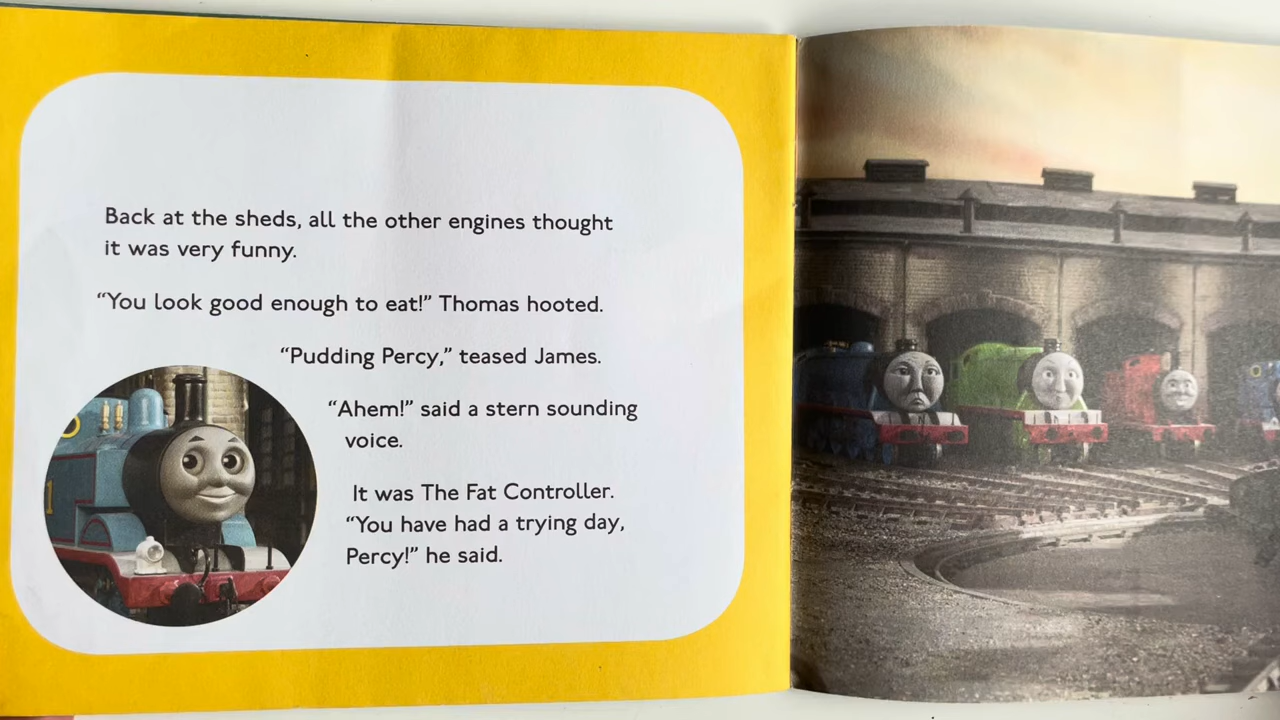 Back at the sheds, all the other engines thought
it was very funny.
“You look good enough to eat!” Thomas hooted.
“Pudding Percy,” teased James.
“Ahem!” said a stern sounding
voice.
It was The Fat Controller.
“You have had a trying day,
Percy!” he said.
1